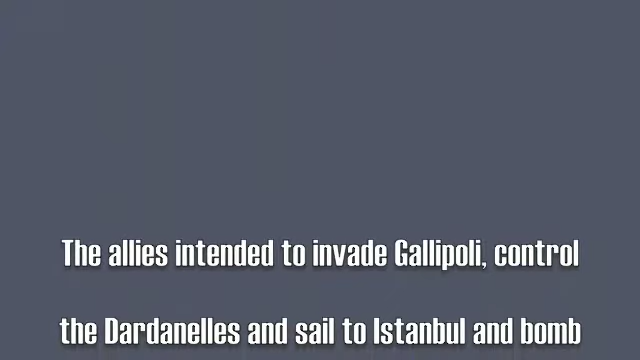 The allies intended to invade Gallipoli, control
the Dardanelles and sail to Istanbul and bomb